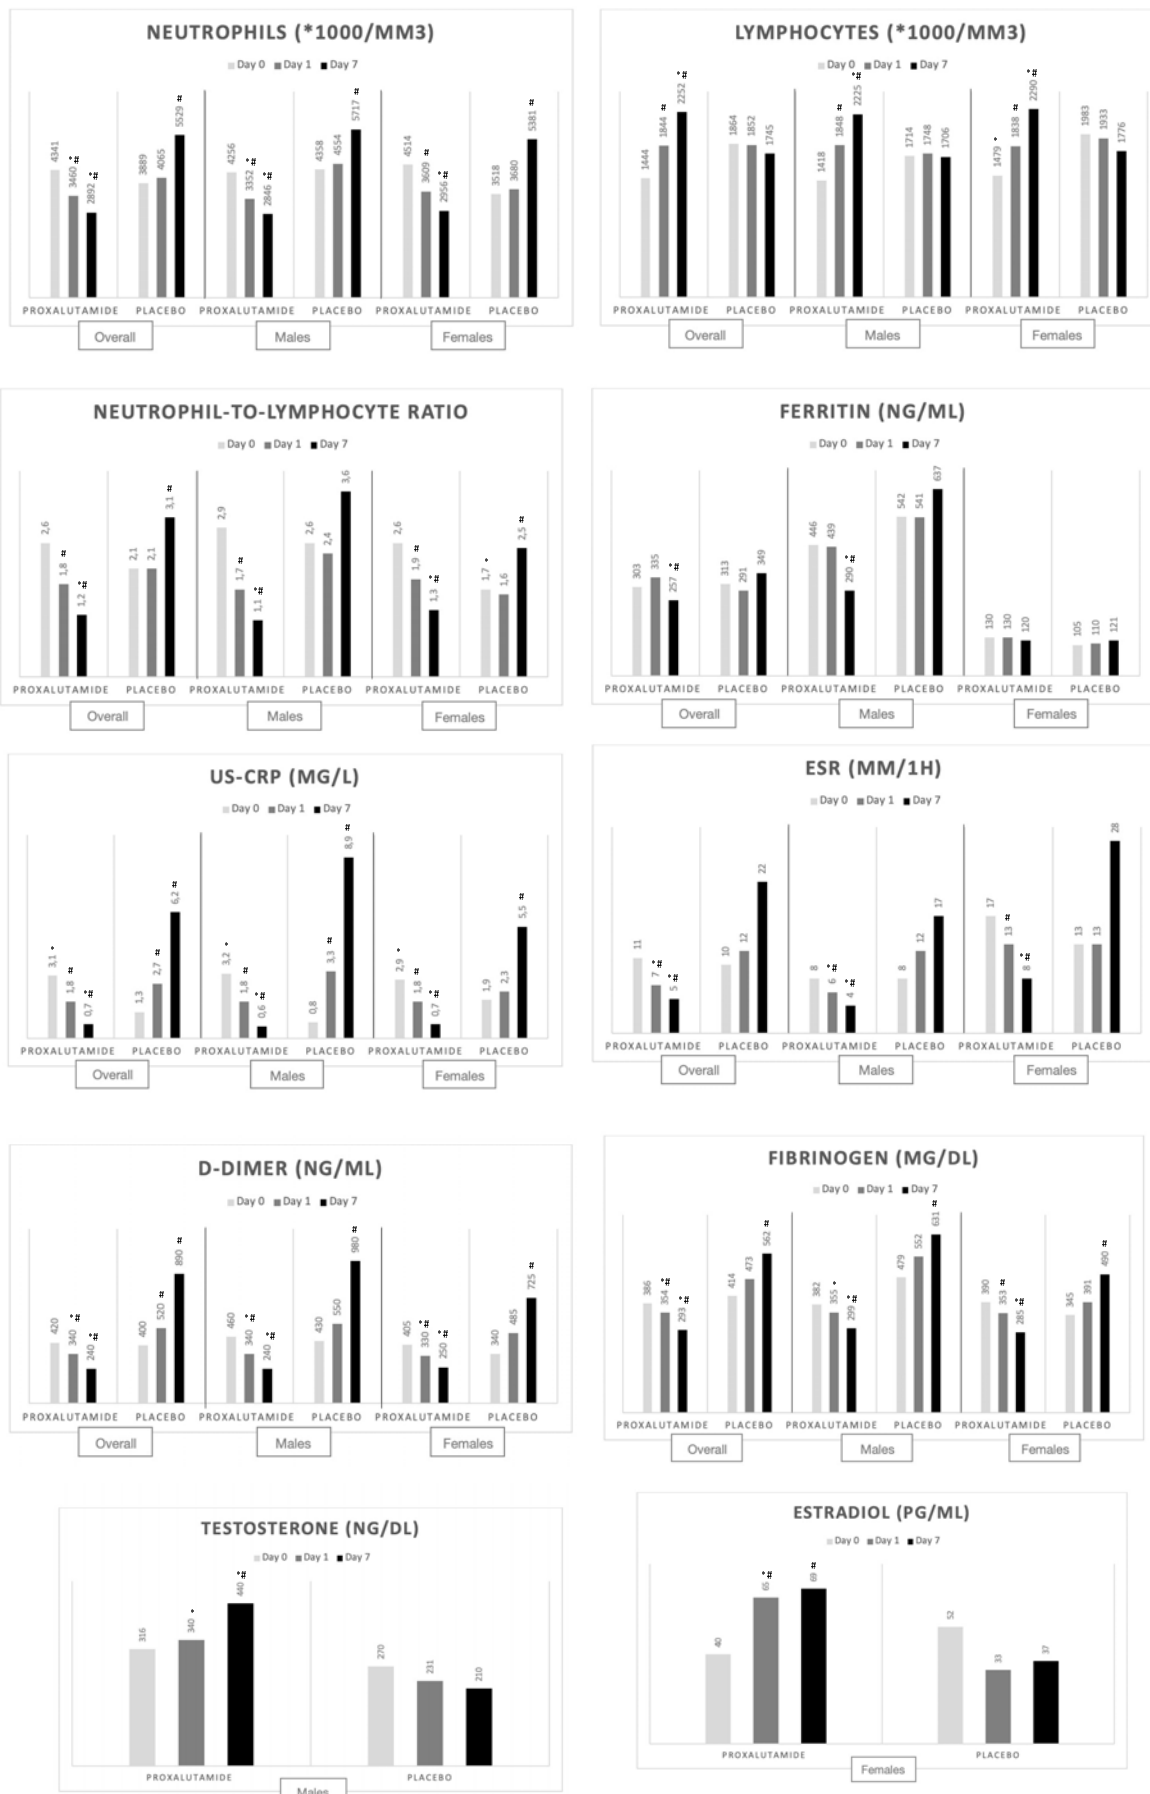 NEUTROPHILS (*1000/MM3)
Day 0 Day 1 Day 7
4341 3460 *# 2892 *# 3889 4065 5529 # 4256 3352 *# 2846 *# 4358 4554 5717 # 4514 3609 # 2956 *# 3518 3680 5381 #
PROXALUTAMIDE PLACEBO PROXALUTAMIDE PLACEBO PROXALUTAMIDE PLACEBO
Overall Males Females
LYMPHOCYTES (*1000/MM3)
Day 0 Day 1 Day 7
1444 1844 # 2252 *# 1864 1852 1745 1418 1848 # 2225 *# 1714 1748 1706 1479 * 1838 # 2290 *# 1983 1933 1776
PROXALUTAMIDE PLACEBO PROXALUTAMIDE PLACEBO PROXALUTAMIDE PLACEBO
Overall Males Females
NEUTROPHIL-TO-LYMPHOCYTE RATIO
Day 0 Day 1 Day 7
2,6 1,8 # 1,2 *# 2,1 2,1 3,1 # 2,9 1,7 # 1,1 *# 2,6 2,4 3,6 2,6 1,9 # 1,3 *# 1,7 * 1,6 2,5 #
PROXALUTAMIDE PLACEBO PROXALUTAMIDE PLACEBO PROXALUTAMIDE PLACEBO
Overall Males Females
FERRITIN (NG/ML)
Day 0 Day 1 Day 7
303 335 257 *# 313 291 349 446 439 290 *# 542 541 637 130 130 120 105 110 121
PROXALUTAMIDE PLACEBO PROXALUTAMIDE PLACEBO PROXALUTAMIDE PLACEBO
Overall Males Females
US-CRP (MG/L)
Day 0 Day 1 Day 7
3,1 * 1,8 # 0,7 *# 1,3 2,7 # 6,2 # 3,2 * 1,8 # 0,6 *# 0,8 3,3 # 8,9 # 2,9 * 1,8 # 0,7 *# 1,9 2,3 5,5 #
PROXALUTAMIDE PLACEBO PROXALUTAMIDE PLACEBO PROXALUTAMIDE PLACEBO
Overall Males Females
ESR (MM/1H)
Day 0 Day 1 Day 7
11 7 *# 5 *# 10 12 22 8 6 *# 4 *# 8 12 17 17 13 # 8 *# 13 13 28
PROXALUTAMIDE PLACEBO PROXALUTAMIDE PLACEBO PROXALUTAMIDE PLACEBO
Overall Males Females
D-DIMER (NG/ML)
Day 0 Day 1 Day 7
420 340 *# 240 *# 400 520 # 890 # 460 340 *# 240 *# 430 550 980 # 405 330 *# 250 *# 340 485 725 #
PROXALUTAMIDE PLACEBO PROXALUTAMIDE PLACEBO PROXALUTAMIDE PLACEBO
Overall Males Females
FIBRINOGEN (MG/DL)
Day 0 Day 1 Day 7
386 354 *# 293 *# 414 473 562 # 382 355 * 299 *# 479 552 631 # 390 353 # 285 *# 345 391 490 #
PROXALUTAMIDE PLACEBO PROXALUTAMIDE PLACEBO PROXALUTAMIDE PLACEBO
Overall Males Females
TESTOSTERONE (NG/DL)
Day 0 Day 1 Day 7
316 340 * 440 *# 270 231 210
PROXALUTAMIDE PLACEBO
Males
ESTRADIOL (PG/ML)
Day 0 Day 1 Day 7
40 65 *# 69 # 52 33 37
PROXALUTAMIDE PLACEBO
Females